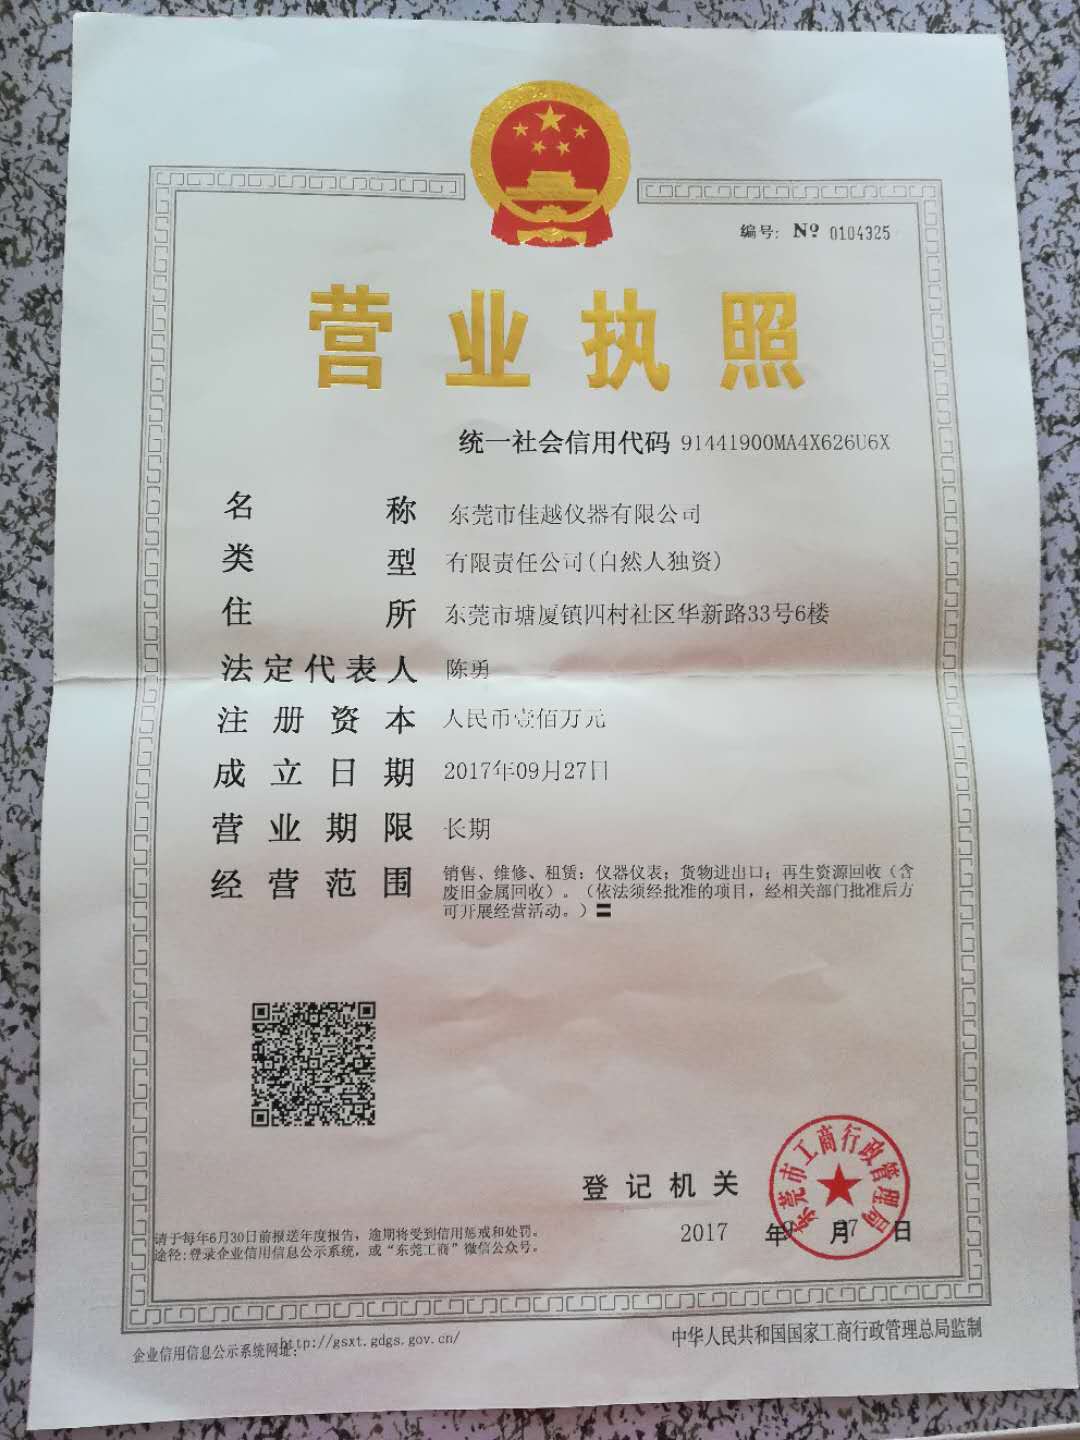 编号: Nº 0104325
营业执照
统一社会信用代码 91441900MA4X626U6X
名称 东莞市佳越仪器有限公司
类型 有限责任公司(自然人独资)
住所 东莞市塘厦镇四村社区华新路33号6楼
法定代表人 陈勇
注册资本 人民币壹佰万元
成立日期 2017年09月27日
营业期限 长期
经营范围 销售、维修、租赁：仪器仪表；货物进出口；再生资源回收（含
废旧金属回收）。（依法须经批准的项目，经相关部门批准后方
可开展经营活动。）〓
登记机关
东莞市工商行政管理局
2017 年9 月27 日
请于每年6月30日前报送年度报告，逾期将受到信用惩戒和处罚。
途径:登录企业信用信息公示系统，或“东莞工商”微信公众号。
企业信用信息公示系统网址: http://gsxt.gdgs.gov.cn/
中华人民共和国国家工商行政管理总局监制